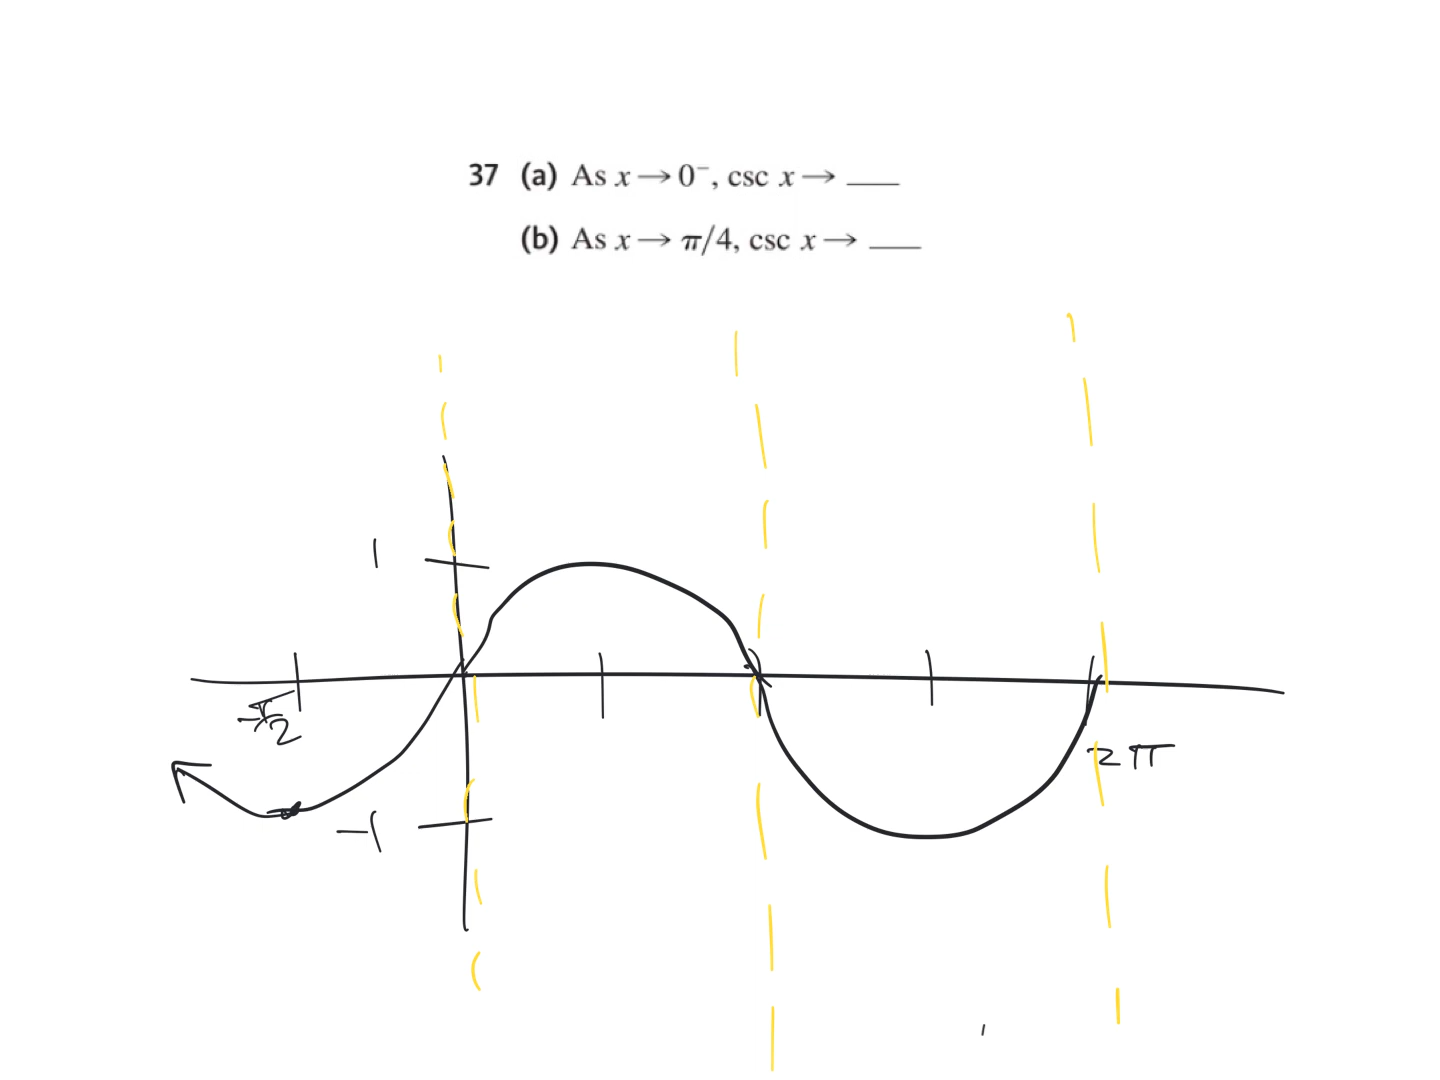 37 (a) As x → 0⁻, csc x → ___
(b) As x → π/4, csc x → ___
1
-π/2
2π
-1